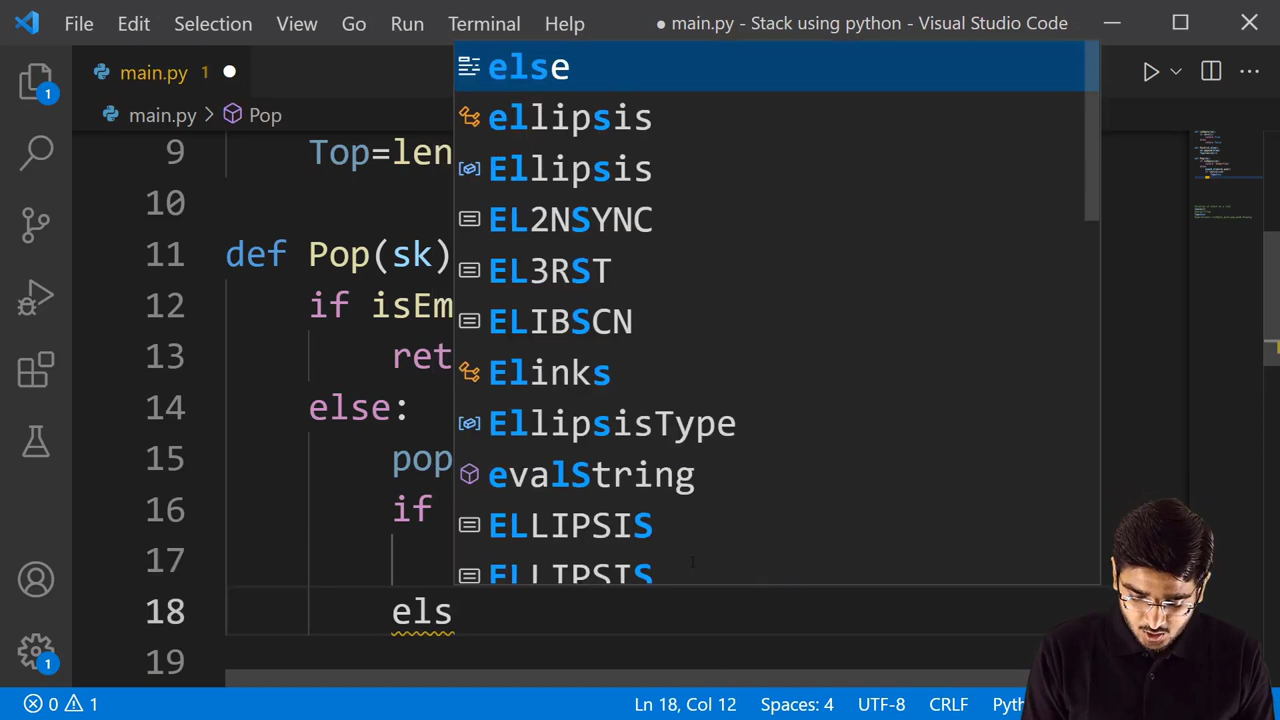 File Edit Selection View Go Run Terminal Help ● main.py - Stack using python - Visual Studio Code
main.py 1
main.py > Pop
1
9 Top=len
10
11 def Pop(sk)
12 if isEm
13 ret
14 else:
15 pop
16 if
17
18 els
19
else
ellipsis
Ellipsis
EL2NSYNC
EL3RST
ELIBSCN
Elinks
EllipsisType
evalString
ELLIPSIS
ELLIPSIS
1
0 1 Ln 18, Col 12 Spaces: 4 UTF-8 CRLF Pyth